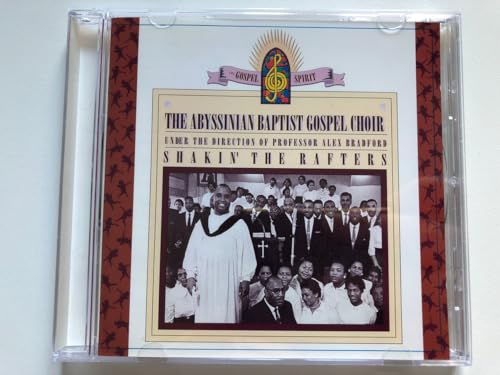 THE GOSPEL SPIRIT
THE ABYSSINIAN BAPTIST GOSPEL CHOIR
UNDER THE DIRECTION OF PROFESSOR ALEX BRADFORD
SHAKIN' THE RAFTERS